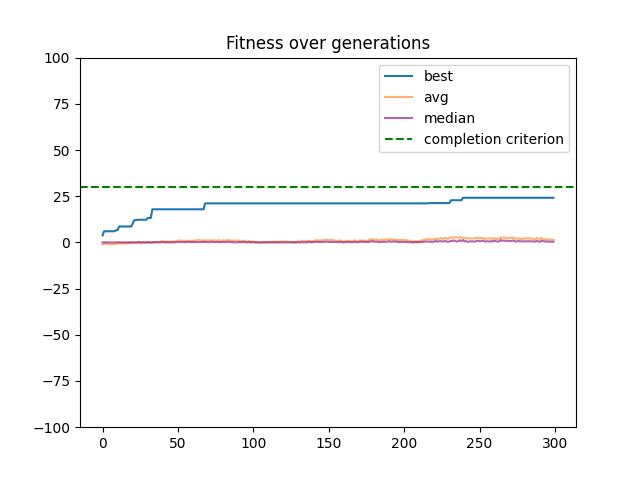 Fitness over generations
100
75
50
25
0
−25
−50
−75
−100
best
avg
median
completion criterion
0 50 100 150 200 250 300